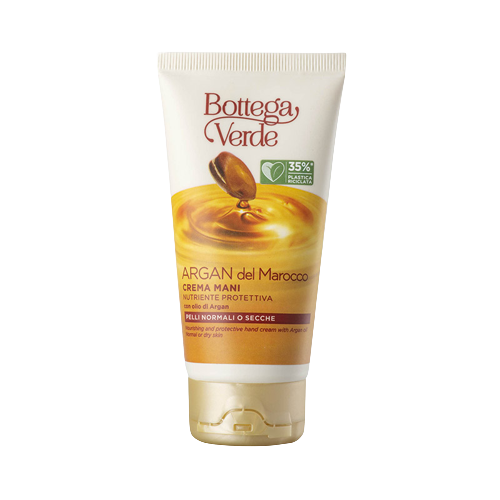 Bottega
Verde
35%*
PLASTICA
RICICLATA
ARGAN del Marocco
CREMA MANI
NUTRIENTE PROTETTIVA
con olio di Argan
PELLI NORMALI O SECCHE
nourishing and protective hand cream with Argan oil
normal or dry skin